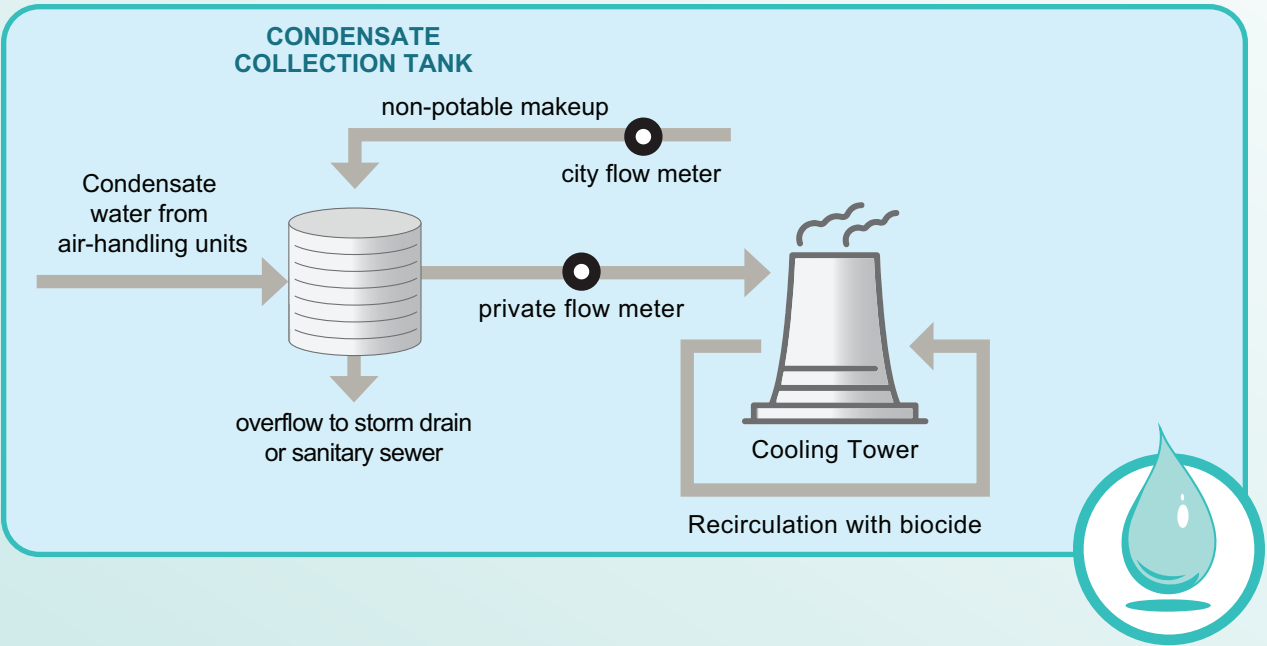 CONDENSATE
COLLECTION TANK
non-potable makeup
city flow meter
Condensate
water from
air-handling units
private flow meter
overflow to storm drain
or sanitary sewer
Cooling Tower
Recirculation with biocide